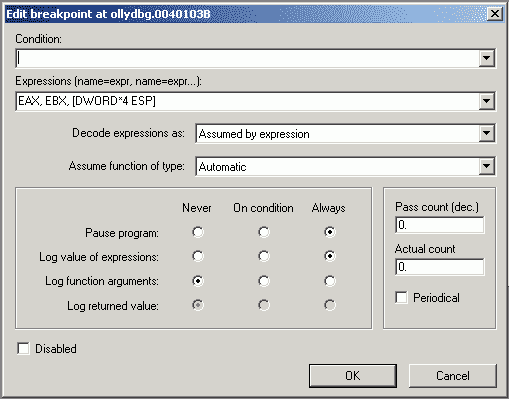 Edit breakpoint at ollydbg.0040103B
Condition:
Expressions (name=expr, name=expr...):
EAX, EBX, [DWORD*4 ESP]
Decode expressions as:
Assumed by expression
Assume function of type:
Automatic
Never On condition Always
Pause program:
Log value of expressions:
Log function arguments:
Log returned value:
Pass count (dec.)
0.
Actual count
0.
Periodical
Disabled
OK
Cancel